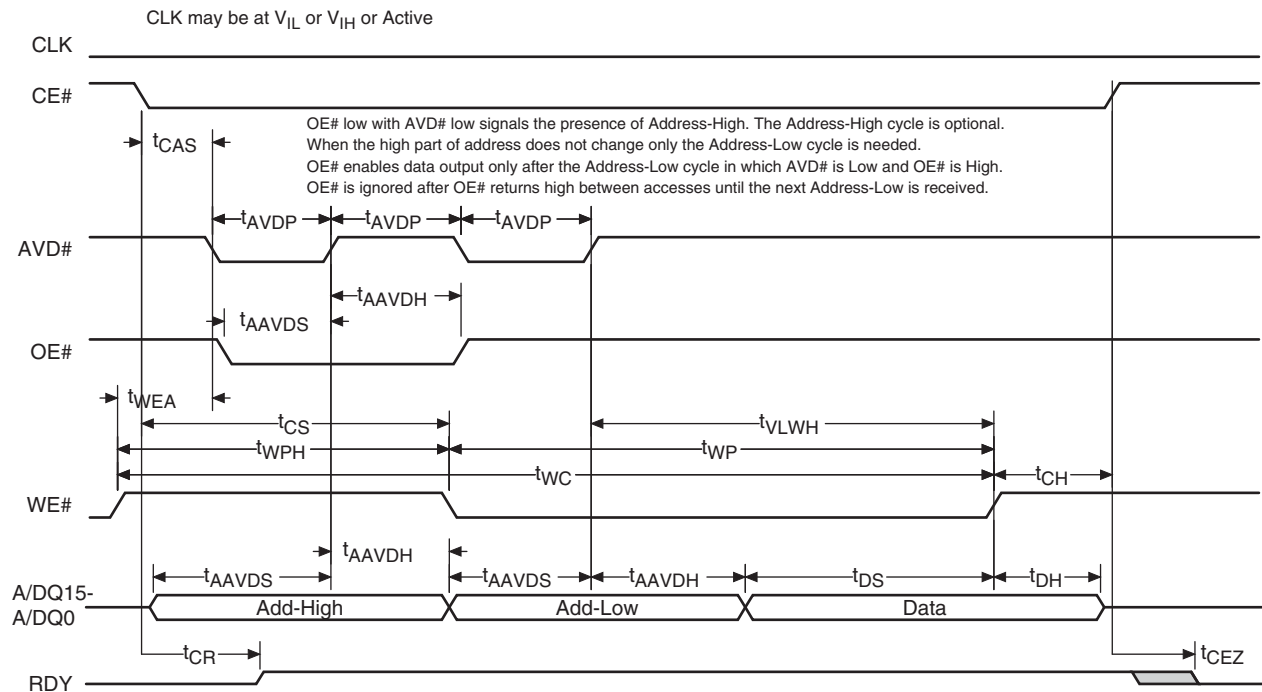 CLK may be at VIL or VIH or Active
CLK
CE#
OE# low with AVD# low signals the presence of Address-High. The Address-High cycle is optional.
When the high part of address does not change only the Address-Low cycle is needed.
OE# enables data output only after the Address-Low cycle in which AVD# is Low and OE# is High.
OE# is ignored after OE# returns high between accesses until the next Address-Low is received.
tCAS
tAVDP tAVDP tAVDP
AVD#
tAAVDH
tAAVDS
OE#
tWEA
tCS tVLWH
tWPH tWP
tWC tCH
WE#
tAAVDH
tAAVDS tAAVDS tAAVDH tDS tDH
A/DQ15-
A/DQ0
Add-High Add-Low Data
tCR tCEZ
RDY